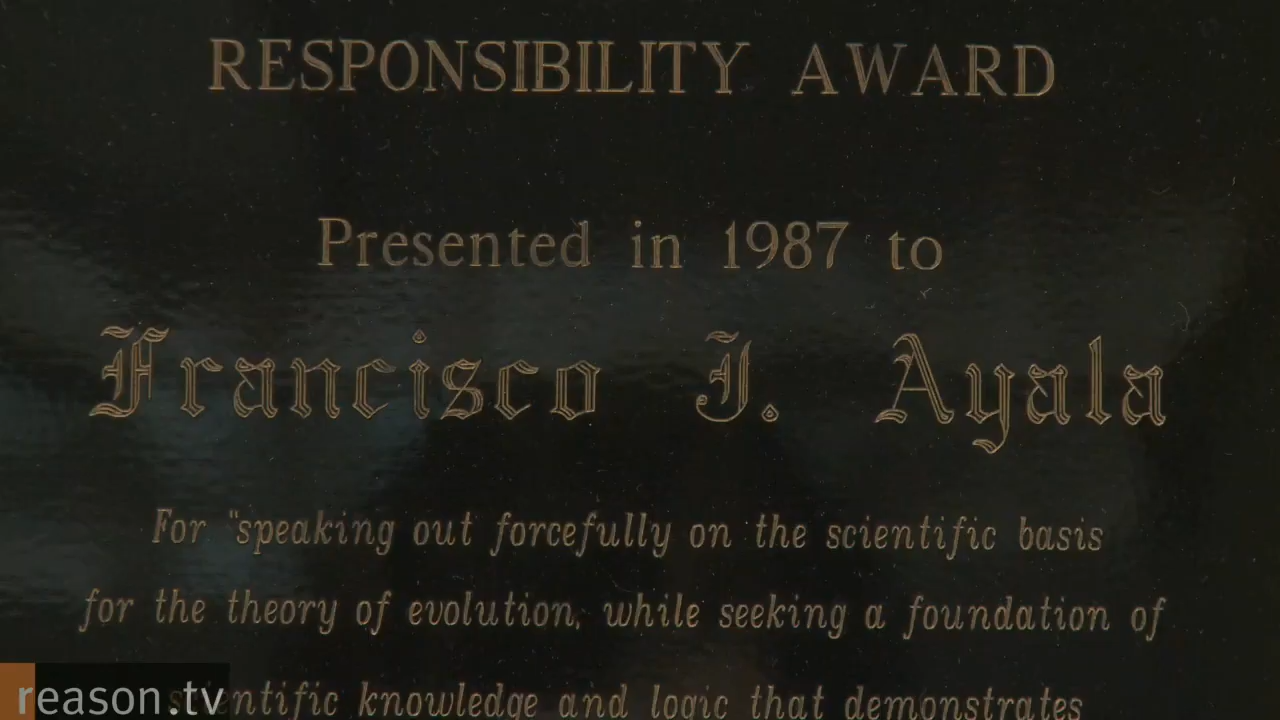 RESPONSIBILITY AWARD
Presented in 1987 to
Francisco J. Ayala
For "speaking out forcefully on the scientific basis
for the theory of evolution, while seeking a foundation of
scientific knowledge and logic that demonstrates
reason.tv